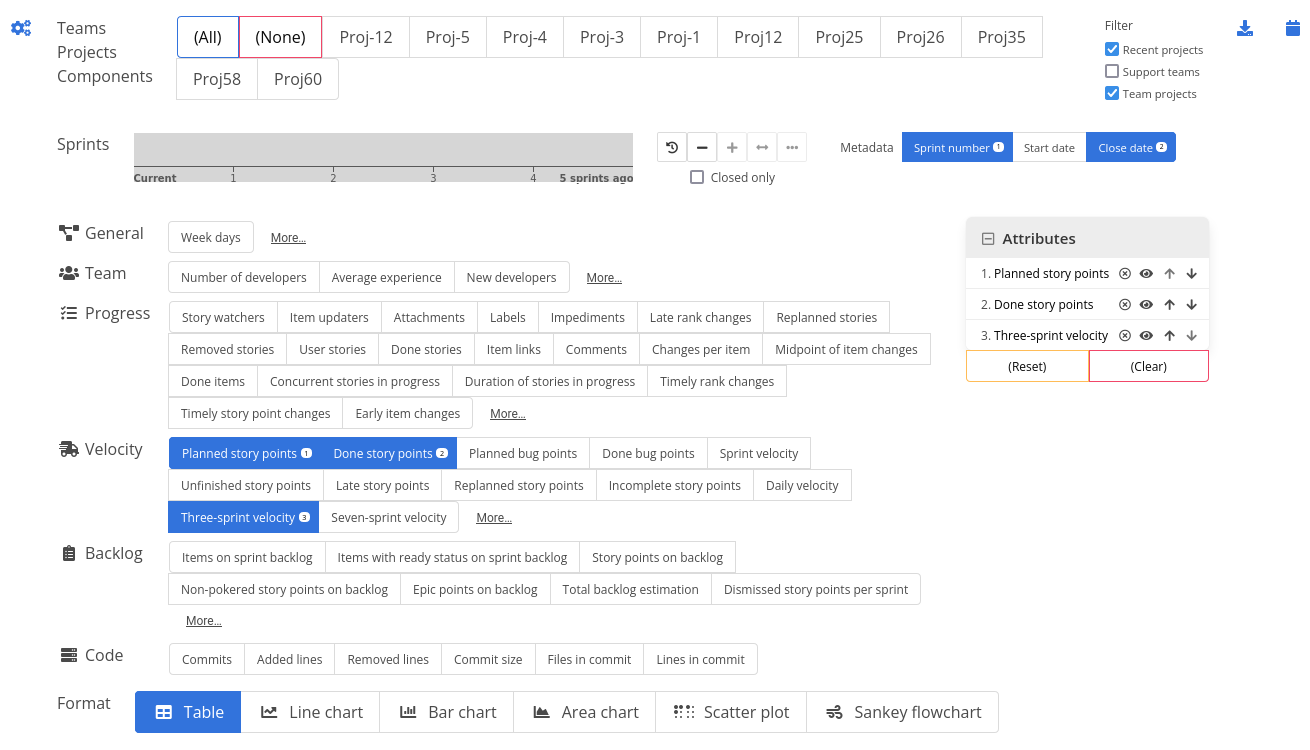 Teams
Projects
Components
(All) (None) Proj-12 Proj-5 Proj-4 Proj-3 Proj-1 Proj12 Proj25 Proj26 Proj35
Proj58 Proj60
Filter
Recent projects
Support teams
Team projects
Sprints
Current 1 2 3 4 5 sprints ago
Closed only
Metadata Sprint number 1 Start date Close date 2
General Week days More...
Team Number of developers Average experience New developers More...
Progress Story watchers Item updaters Attachments Labels Impediments Late rank changes Replanned stories
Removed stories User stories Done stories Item links Comments Changes per item Midpoint of item changes
Done items Concurrent stories in progress Duration of stories in progress Timely rank changes
Timely story point changes Early item changes More...
Velocity Planned story points 1 Done story points 2 Planned bug points Done bug points Sprint velocity
Unfinished story points Late story points Replanned story points Incomplete story points Daily velocity
Three-sprint velocity 3 Seven-sprint velocity More...
Backlog Items on sprint backlog Items with ready status on sprint backlog Story points on backlog
Non-pokered story points on backlog Epic points on backlog Total backlog estimation Dismissed story points per sprint
More...
Code Commits Added lines Removed lines Commit size Files in commit Lines in commit
Attributes
1. Planned story points
2. Done story points
3. Three-sprint velocity
(Reset) (Clear)
Format Table Line chart Bar chart Area chart Scatter plot Sankey flowchart